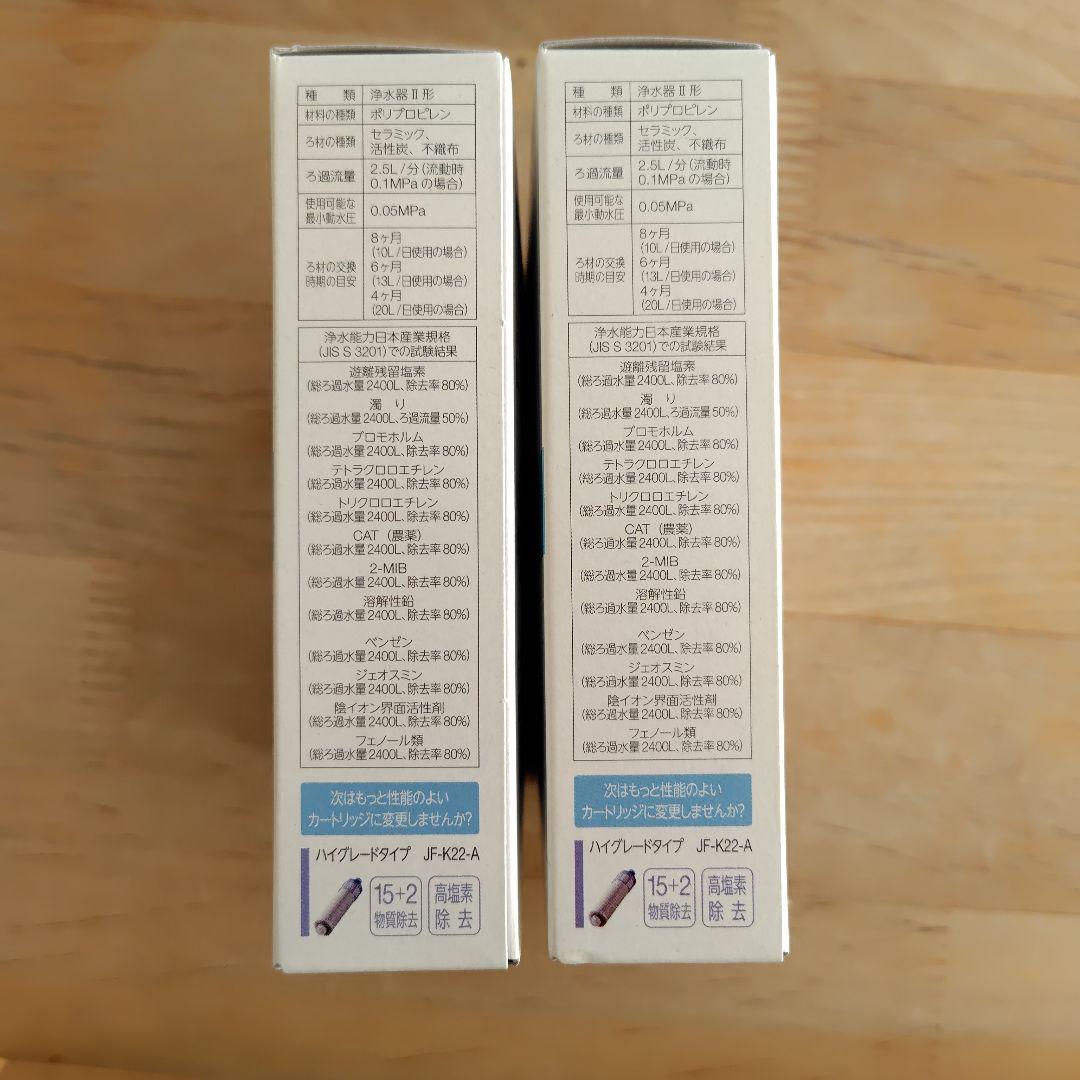 種 類 浄水器Ⅱ形
材料の種類 ポリプロピレン
ろ材の種類 セラミック、
活性炭、不織布
ろ過流量 2.5L/分(流動時
0.1MPaの場合)
使用可能な
最小動水圧 0.05MPa
ろ材の交換
時期の目安
8ヶ月
(10L/日使用の場合)
6ヶ月
(13L/日使用の場合)
4ヶ月
(20L/日使用の場合)
浄水能力日本産業規格
(JIS S 3201)での試験結果
遊離残留塩素
(総ろ過水量2400L、除去率80%)
濁 り
(総ろ過水量2400L、ろ過流量50%)
ブロモホルム
(総ろ過水量2400L、除去率80%)
テトラクロロエチレン
(総ろ過水量2400L、除去率80%)
トリクロロエチレン
(総ろ過水量2400L、除去率80%)
CAT(農薬)
(総ろ過水量2400L、除去率80%)
2-MIB
(総ろ過水量2400L、除去率80%)
溶解性鉛
(総ろ過水量2400L、除去率80%)
ベンゼン
(総ろ過水量2400L、除去率80%)
ジェオスミン
(総ろ過水量2400L、除去率80%)
陰イオン界面活性剤
(総ろ過水量2400L、除去率80%)
フェノール類
(総ろ過水量2400L、除去率80%)
次はもっと性能のよい
カートリッジに変更しませんか?
ハイグレードタイプ JF-K22-A
15+2
物質除去
高塩素
除 去
種 類 浄水器Ⅱ形
材料の種類 ポリプロピレン
ろ材の種類 セラミック、
活性炭、不織布
ろ過流量 2.5L/分(流動時
0.1MPaの場合)
使用可能な
最小動水圧 0.05MPa
ろ材の交換
時期の目安
8ヶ月
(10L/日使用の場合)
6ヶ月
(13L/日使用の場合)
4ヶ月
(20L/日使用の場合)
浄水能力日本産業規格
(JIS S 3201)での試験結果
遊離残留塩素
(総ろ過水量2400L、除去率80%)
濁 り
(総ろ過水量2400L、ろ過流量50%)
ブロモホルム
(総ろ過水量2400L、除去率80%)
テトラクロロエチレン
(総ろ過水量2400L、除去率80%)
トリクロロエチレン
(総ろ過水量2400L、除去率80%)
CAT(農薬)
(総ろ過水量2400L、除去率80%)
2-MIB
(総ろ過水量2400L、除去率80%)
溶解性鉛
(総ろ過水量2400L、除去率80%)
ベンゼン
(総ろ過水量2400L、除去率80%)
ジェオスミン
(総ろ過水量2400L、除去率80%)
陰イオン界面活性剤
(総ろ過水量2400L、除去率80%)
フェノール類
(総ろ過水量2400L、除去率80%)
次はもっと性能のよい
カートリッジに変更しませんか?
ハイグレードタイプ JF-K22-A
15+2
物質除去
高塩素
除 去